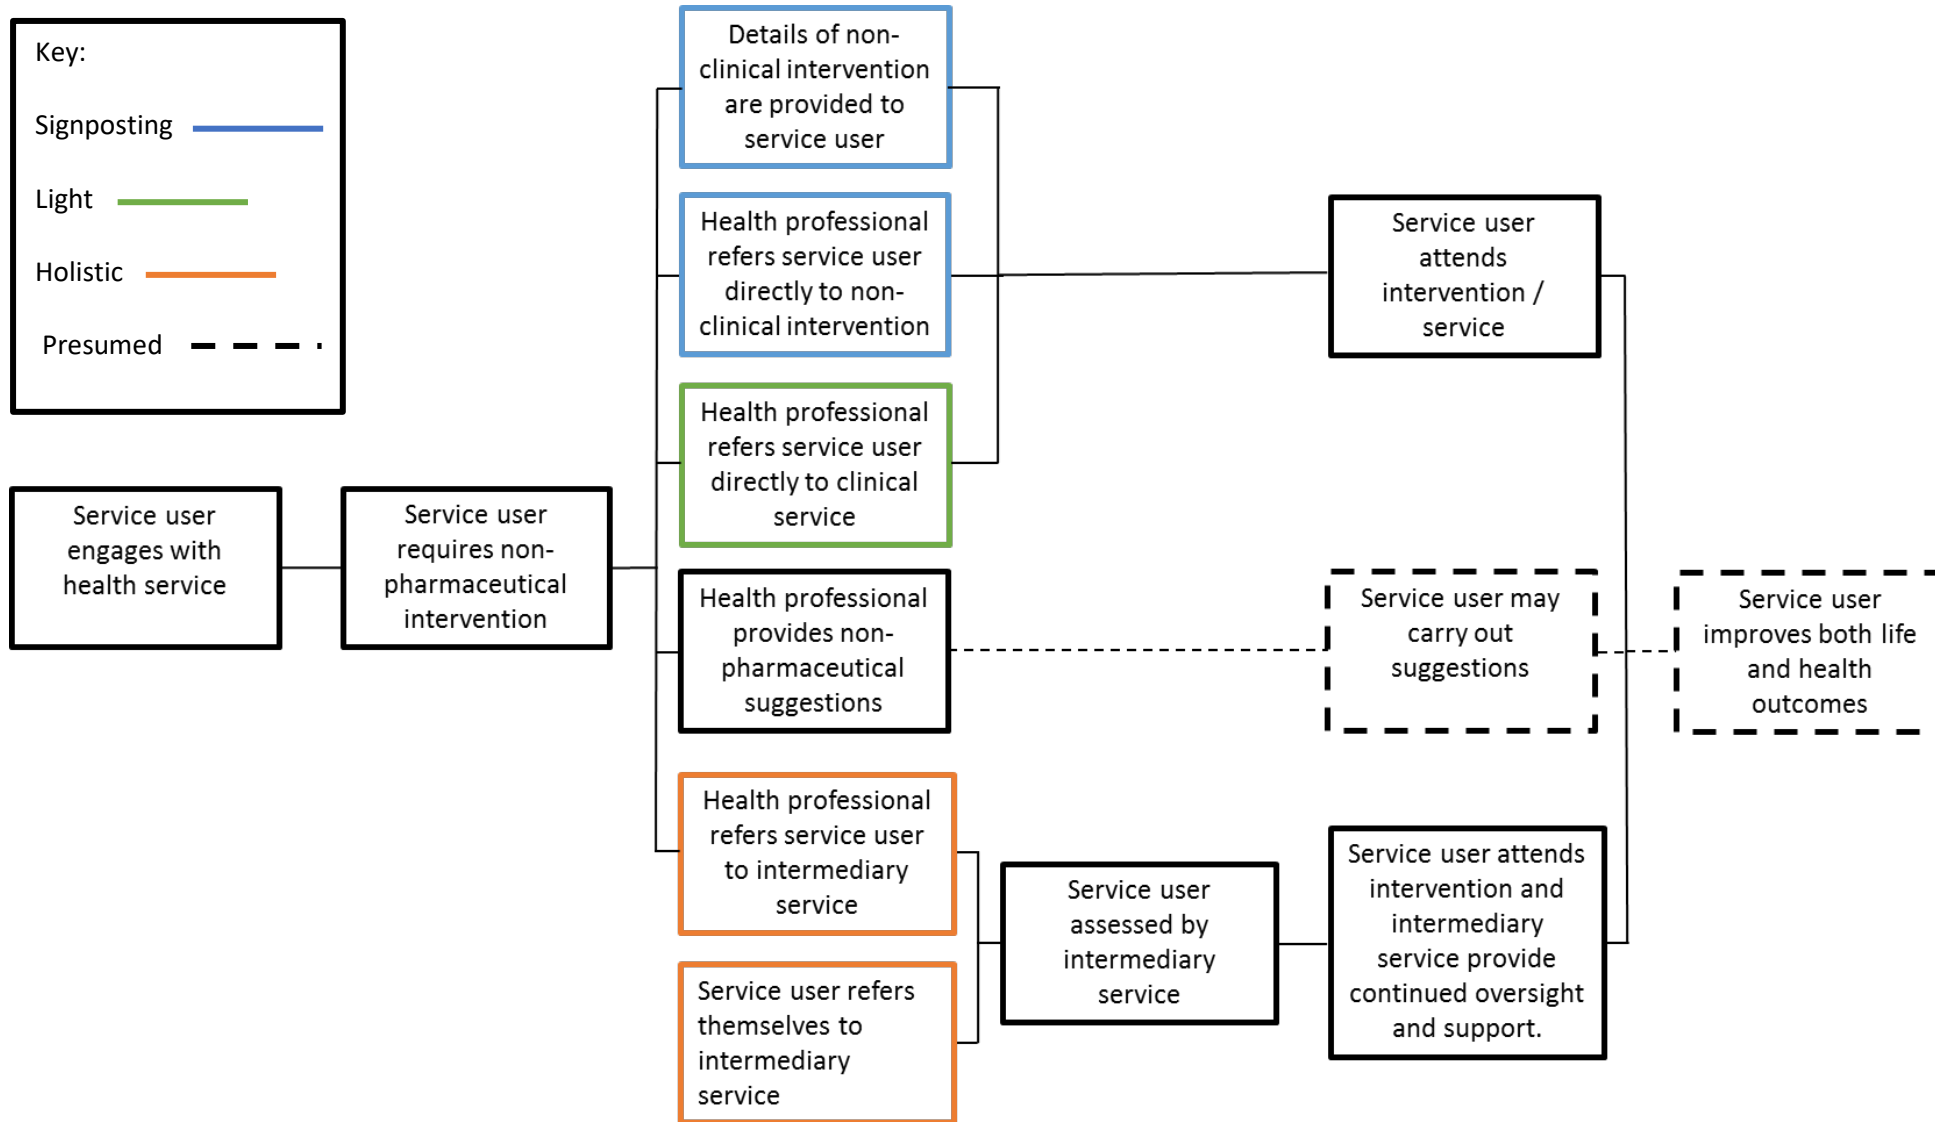 Key:
Signposting
Light
Holistic
Presumed
Service user
engages with
health service
Service user
requires non-
pharmaceutical
intervention
Details of non-
clinical intervention
are provided to
service user
Health professional
refers service user
directly to non-
clinical intervention
Health professional
refers service user
directly to clinical
service
Health professional
provides non-
pharmaceutical
suggestions
Health professional
refers service user
to intermediary
service
Service user refers
themselves to
intermediary
service
Service user
assessed by
intermediary
service
Service user
attends
intervention /
service
Service user may
carry out
suggestions
Service user attends
intervention and
intermediary
service provide
continued oversight
and support.
Service user
improves both life
and health
outcomes